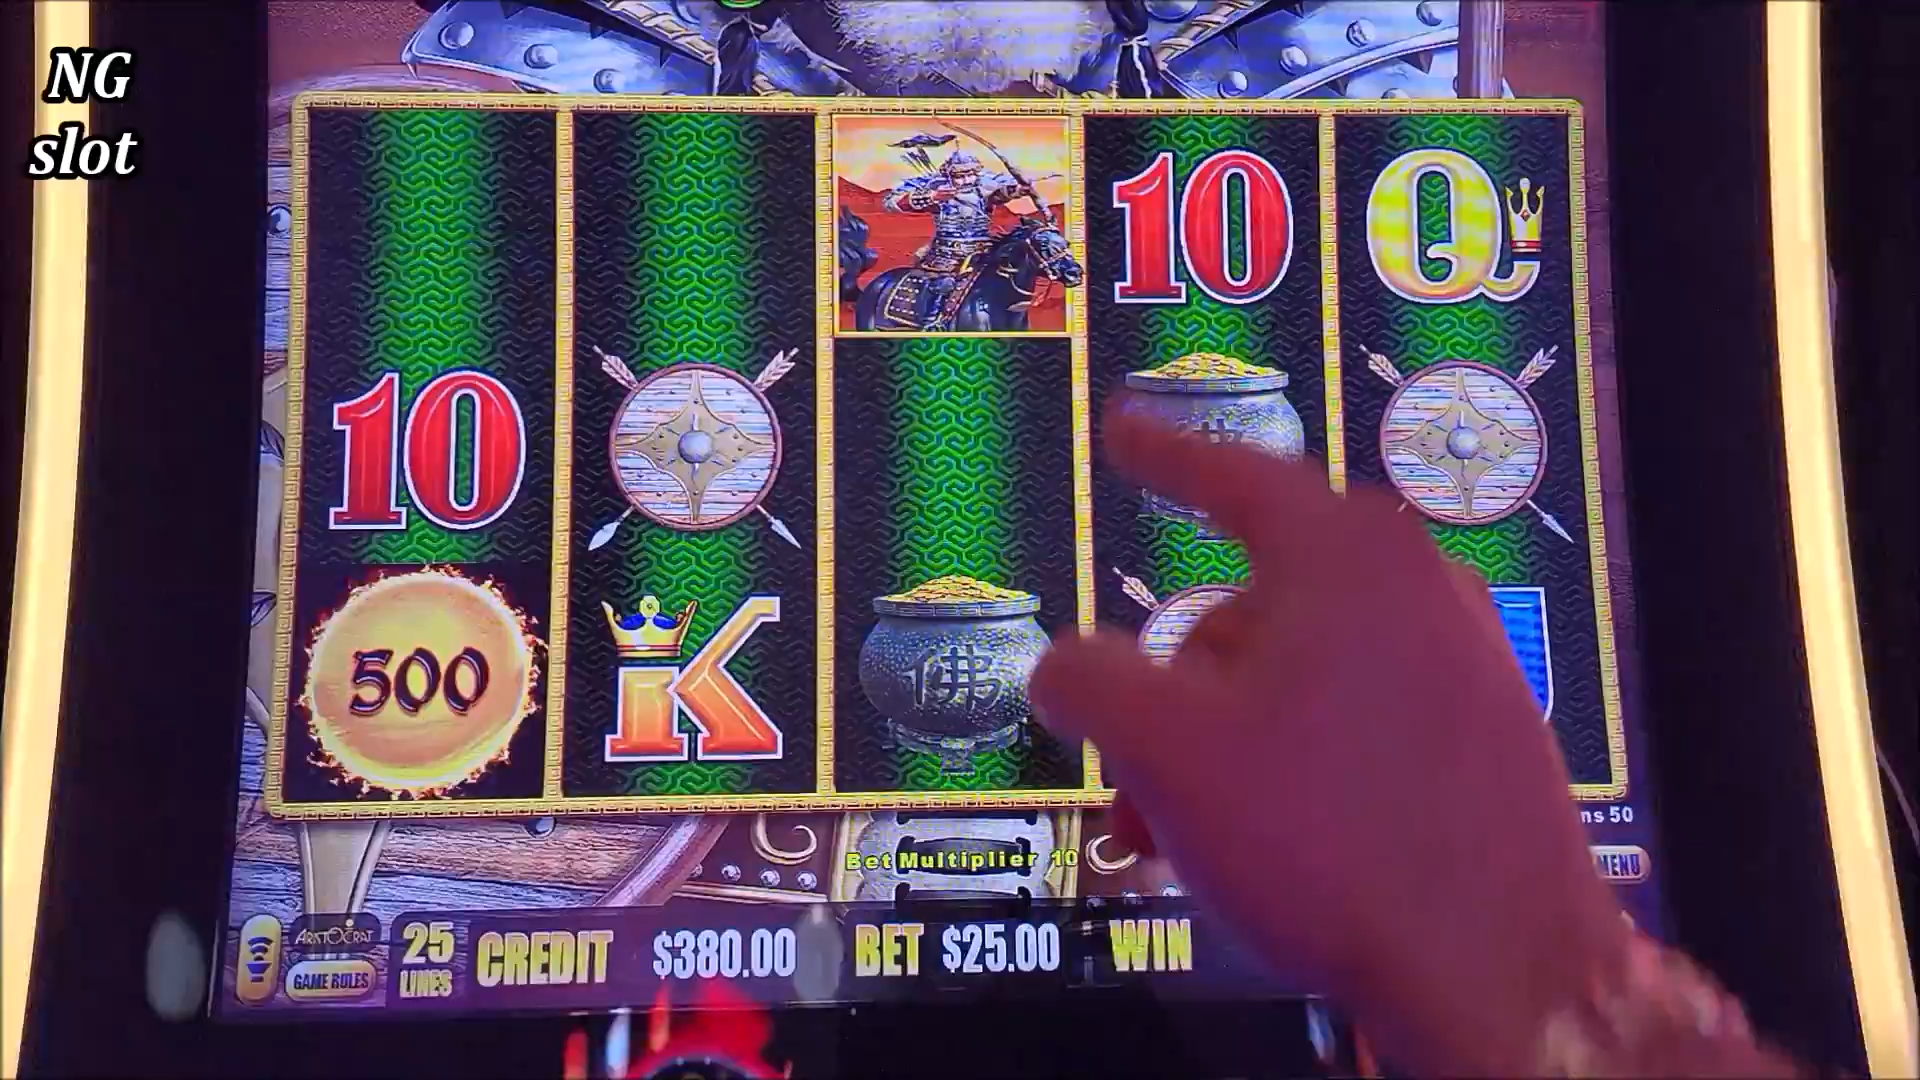 NG
slot
10
Q
10
500
K
佛
Bet Multiplier 10
ns 50
MENU
ARISTOCRAT
GAME RULES
25
LINES
CREDIT $380.00
BET $25.00
WIN